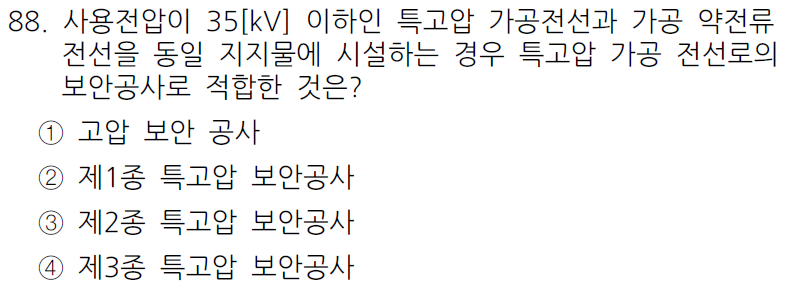 88. 사용전압이 35[kV] 이하인 특고압 가공전선과 가공 약전류
전선을 동일 지지물에 시설하는 경우 특고압 가공 전선로의
보안공사로 적합한 것은?
① 고압 보안 공사
② 제1종 특고압 보안공사
③ 제2종 특고압 보안공사
④ 제3종 특고압 보안공사